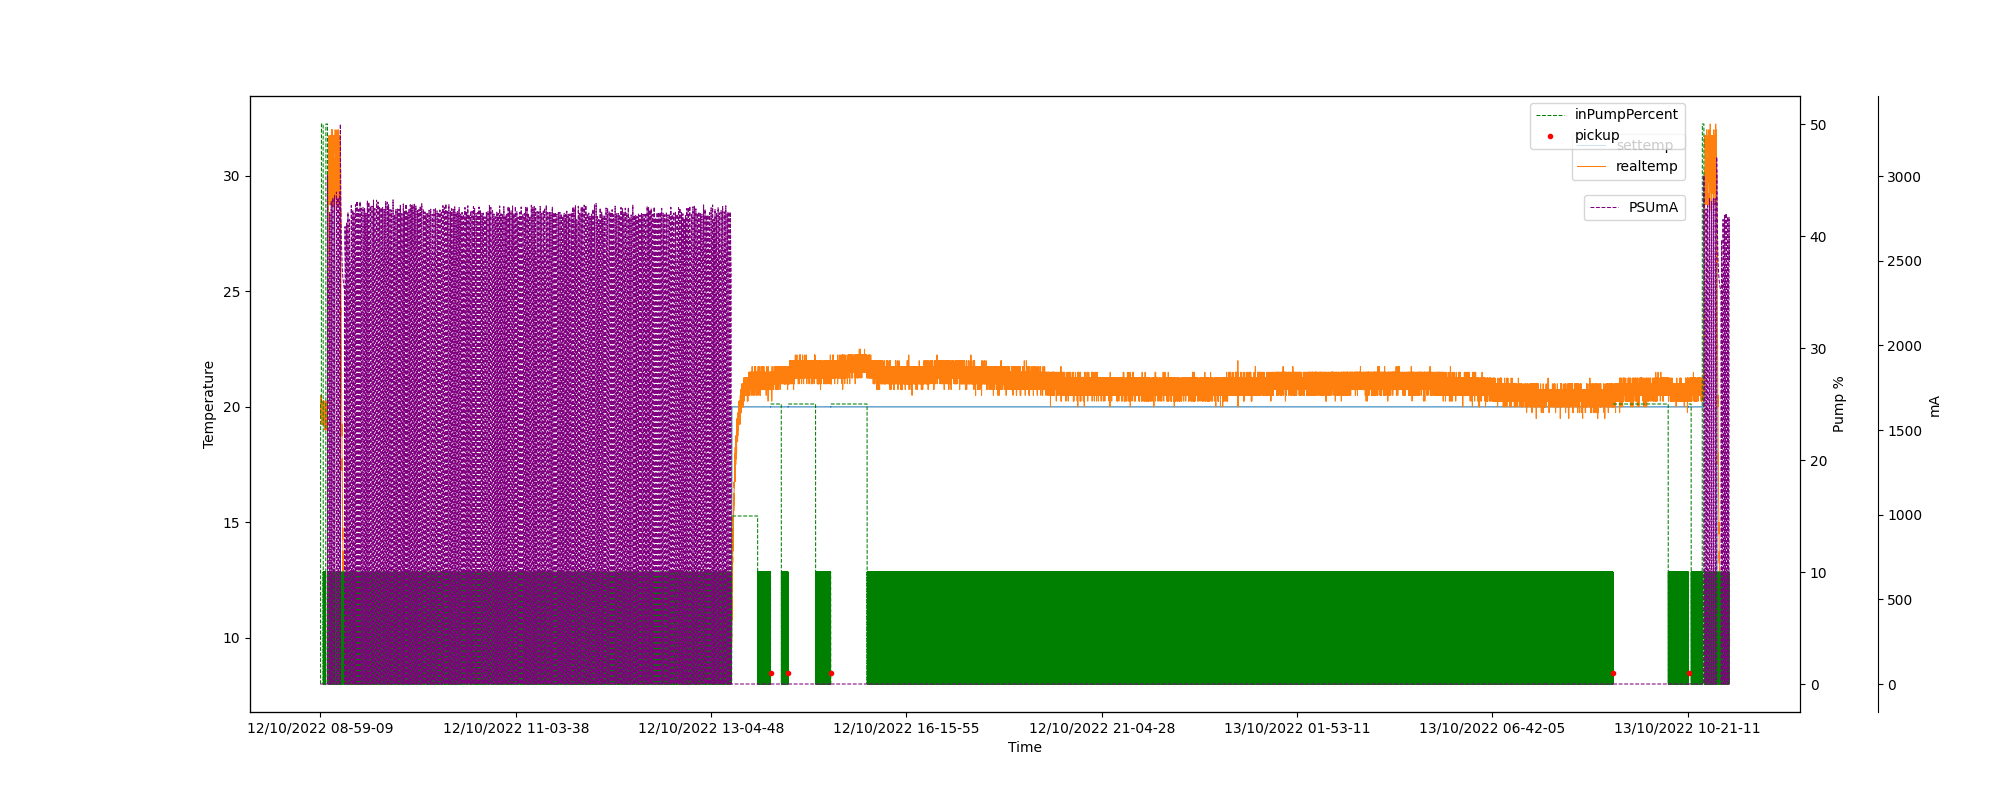 inPumpPercent
pickup
settemp
realtemp
PSUmA
30
25
20
15
10
Temperature
50
40
30
20
10
0
Pump %
3000
2500
2000
1500
1000
500
0
mA
12/10/2022 08-59-09
12/10/2022 11-03-38
12/10/2022 13-04-48
12/10/2022 16-15-55
12/10/2022 21-04-28
13/10/2022 01-53-11
13/10/2022 06-42-05
13/10/2022 10-21-11
Time